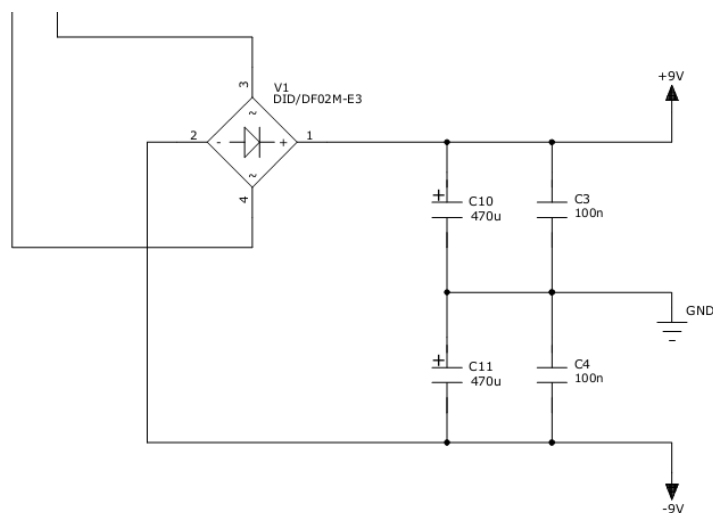 V1
DID/DF02M-E3
+9V
3
~
2
- +
1
~
4
+
C10
470u
C3
100n
GND
+
C11
470u
C4
100n
-9V